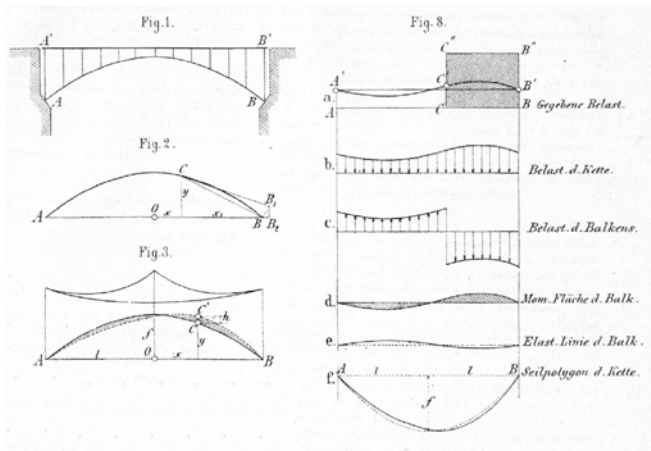 Fig. 1.
A' B'
A B
Fig. 2.
C
y
B₁
A O x x₁ B B₂
Fig. 3.
C'
f C h
y
A l O x B
Fig. 8.
C" B"
A' C' B'
a.
A C B Gegebene Belast.
b. Belast. d. Kette.
c. Belast. d. Balkens.
d. Mom. Fläche d. Balk.
e. Elast. Linie d. Balk.
f. A l l B Seilpolygon d. Kette.
f